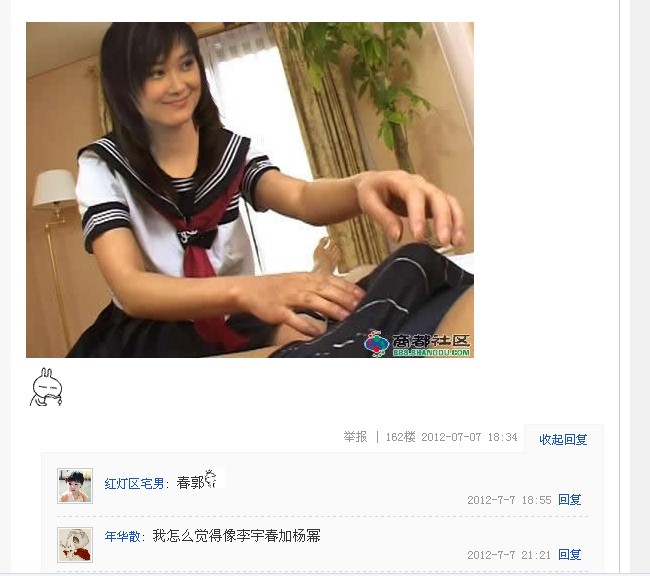 商都社区
BBS.SHANGDU.COM
举报 | 162楼 2012-07-07 18:34 收起回复
红灯区宅男: 春郭
2012-7-7 18:55 回复
年华散: 我怎么觉得像李宇春加杨幂
2012-7-7 21:21 回复